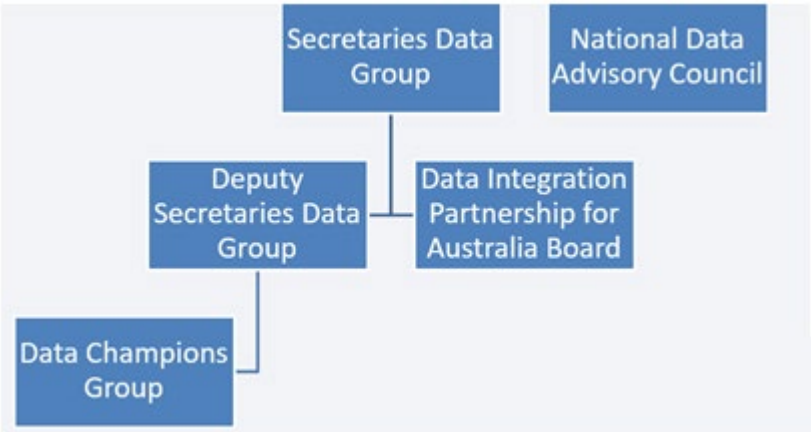 Secretaries Data
Group
National Data
Advisory Council
Deputy
Secretaries Data
Group
Data Integration
Partnership for
Australia Board
Data Champions
Group